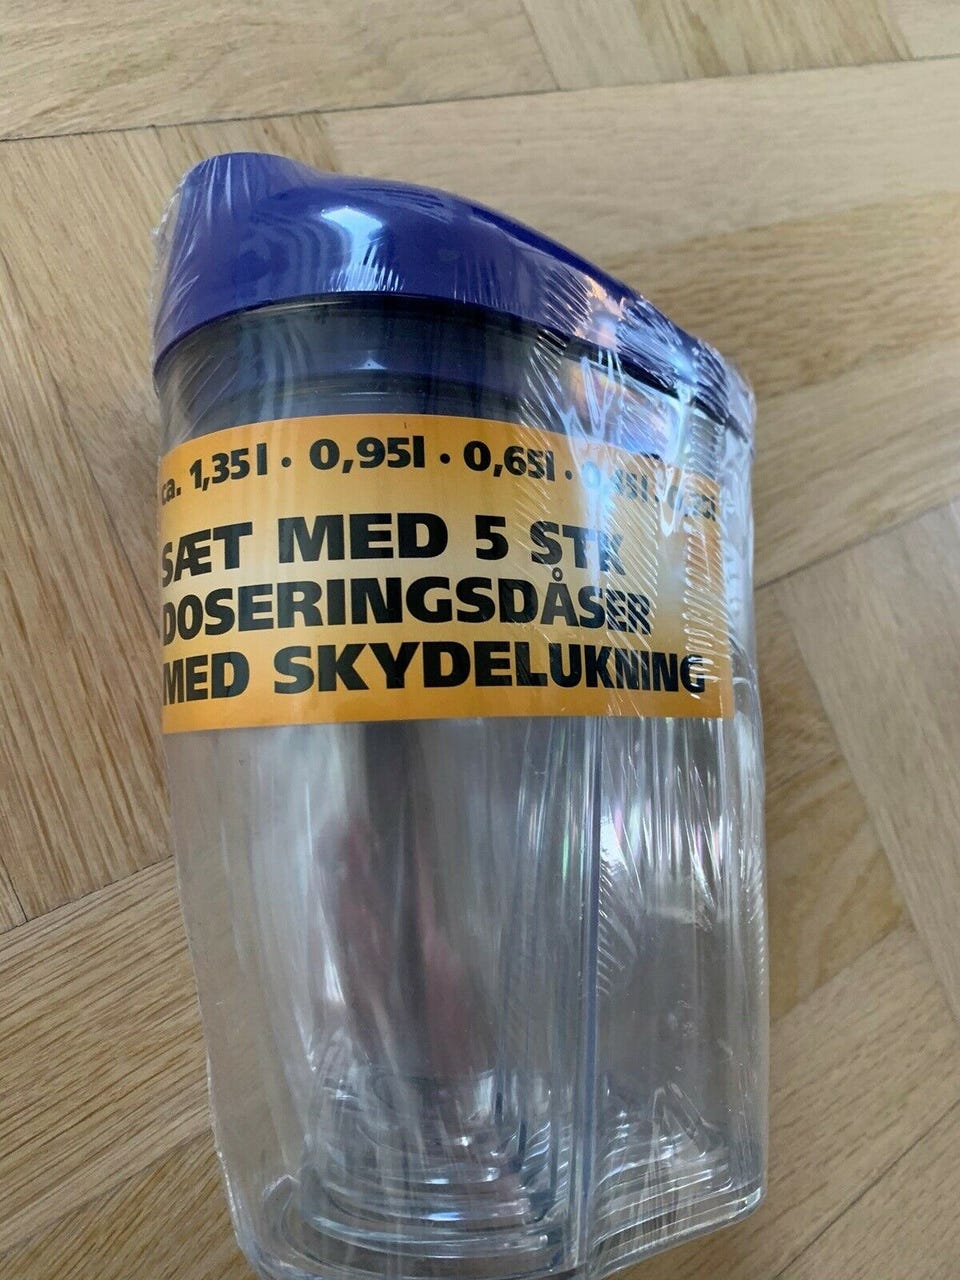 ca. 1,35l · 0,95l · 0,65l ·
SÆT MED 5 STK
DOSERINGSDÅSER
MED SKYDELUKNING